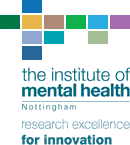 the institute of
mental health
Nottingham
research excellence
for innovation